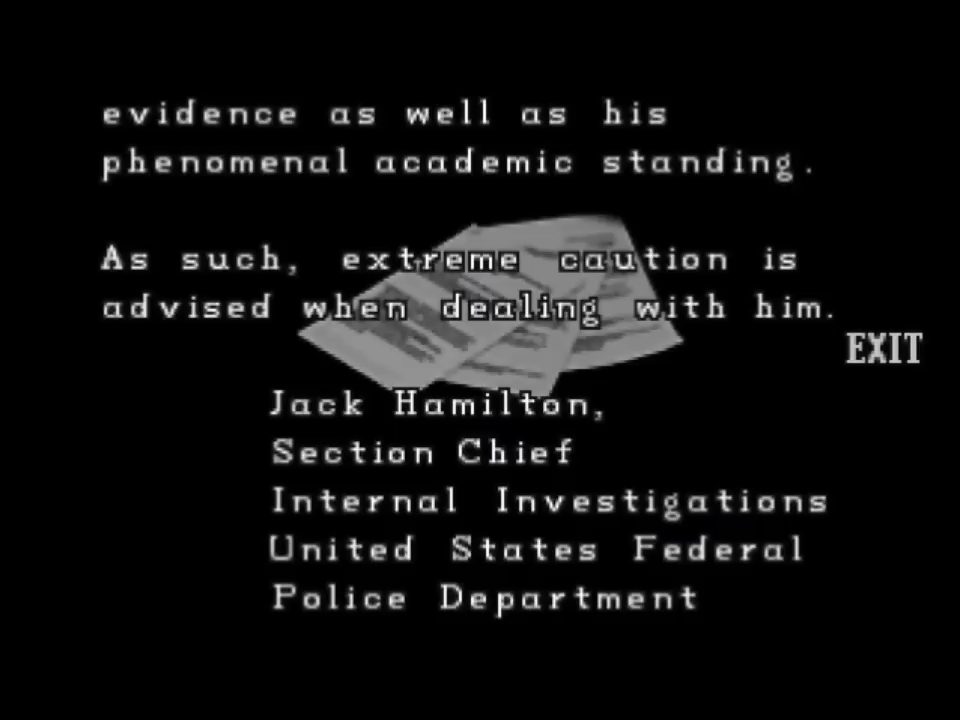 evidence as well as his
phenomenal academic standing.
As such, extreme caution is
advised when dealing with him.
EXIT
Jack Hamilton,
Section Chief
Internal Investigations
United States Federal
Police Department